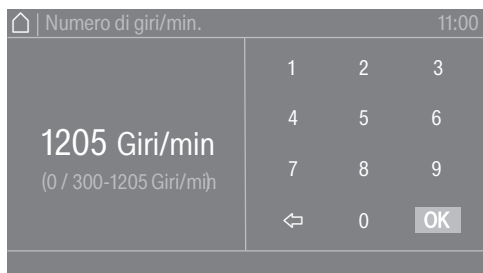 Numero di giri/min. 11:00
1205 Giri/min
(0 / 300-1205 Giri/min)
1 2 3
4 5 6
7 8 9
0 OK